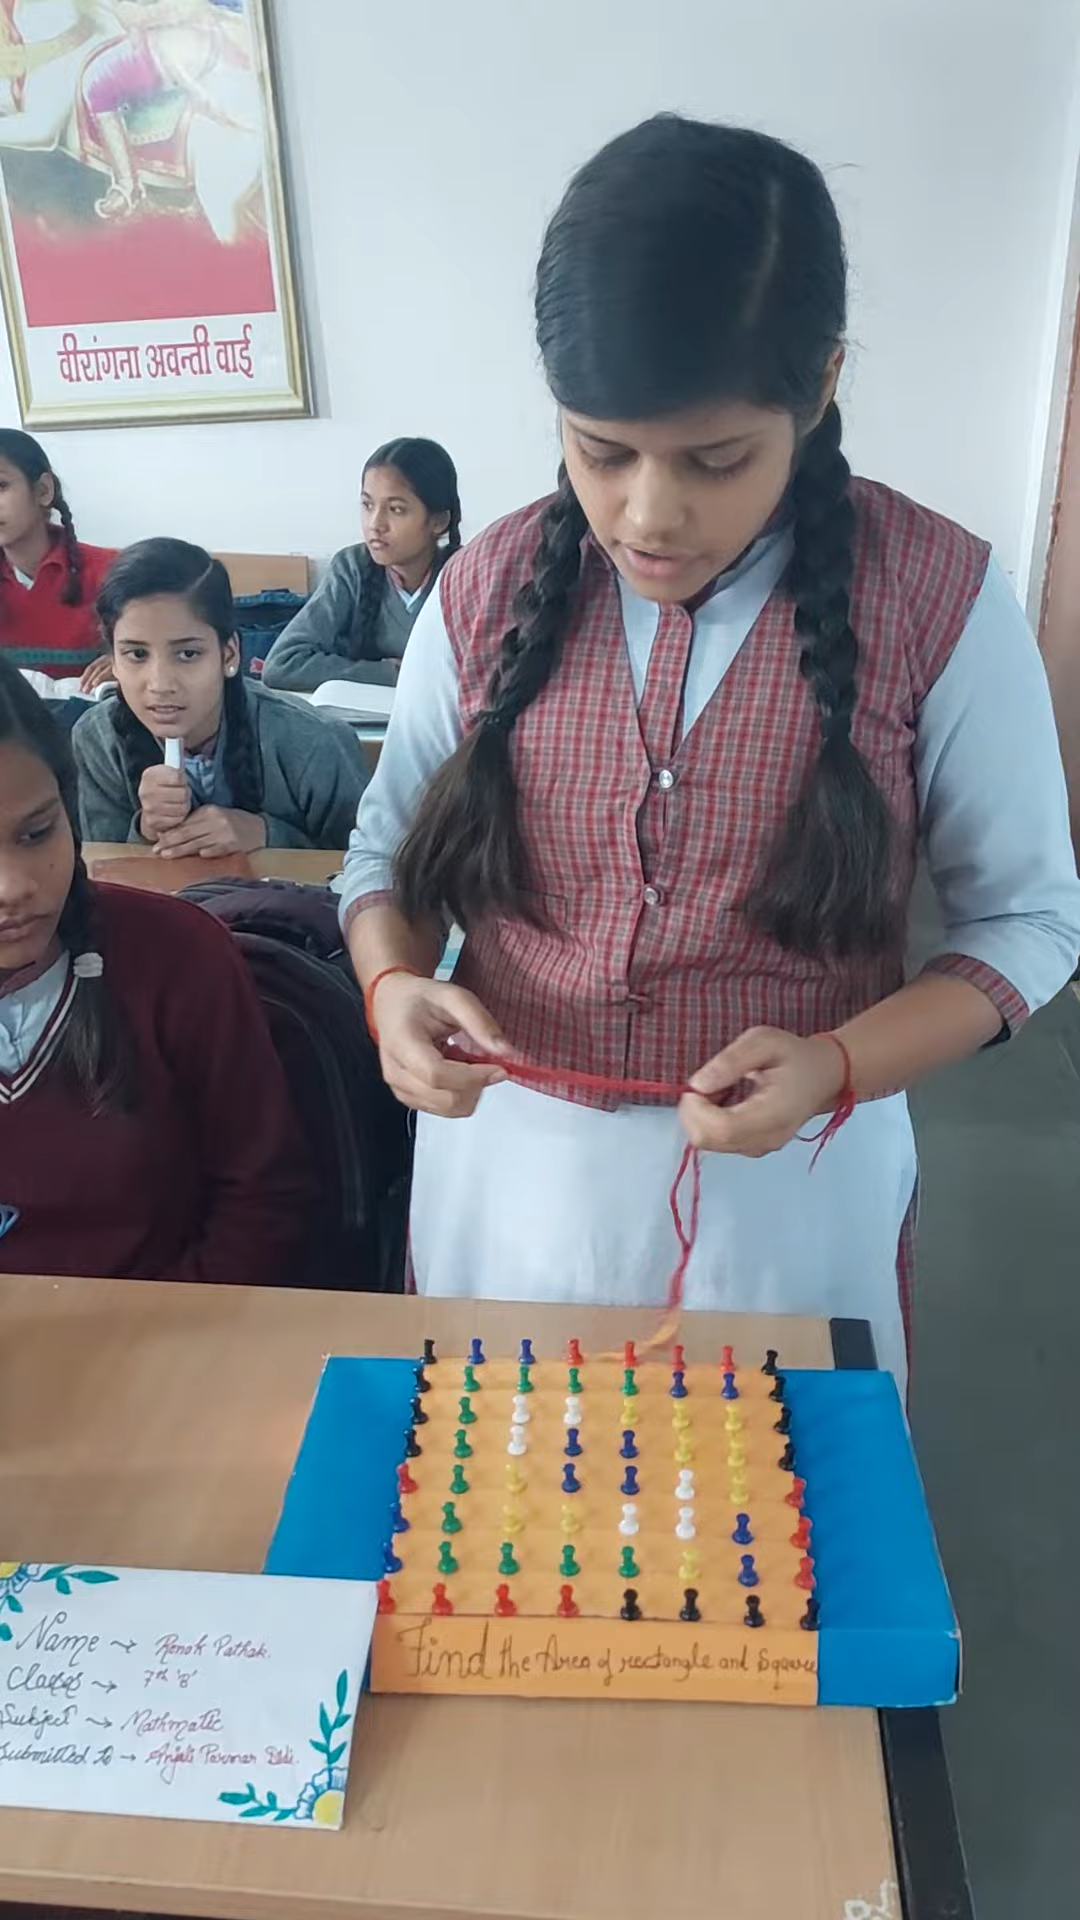 वीरांगना अवन्ती वाई
Find the Area of rectangle and Square
Name → Ronak Pathak.
Class → 7th 'B'
Subject → Mathmatic
Submitted to → Anjali Parmar Didi.